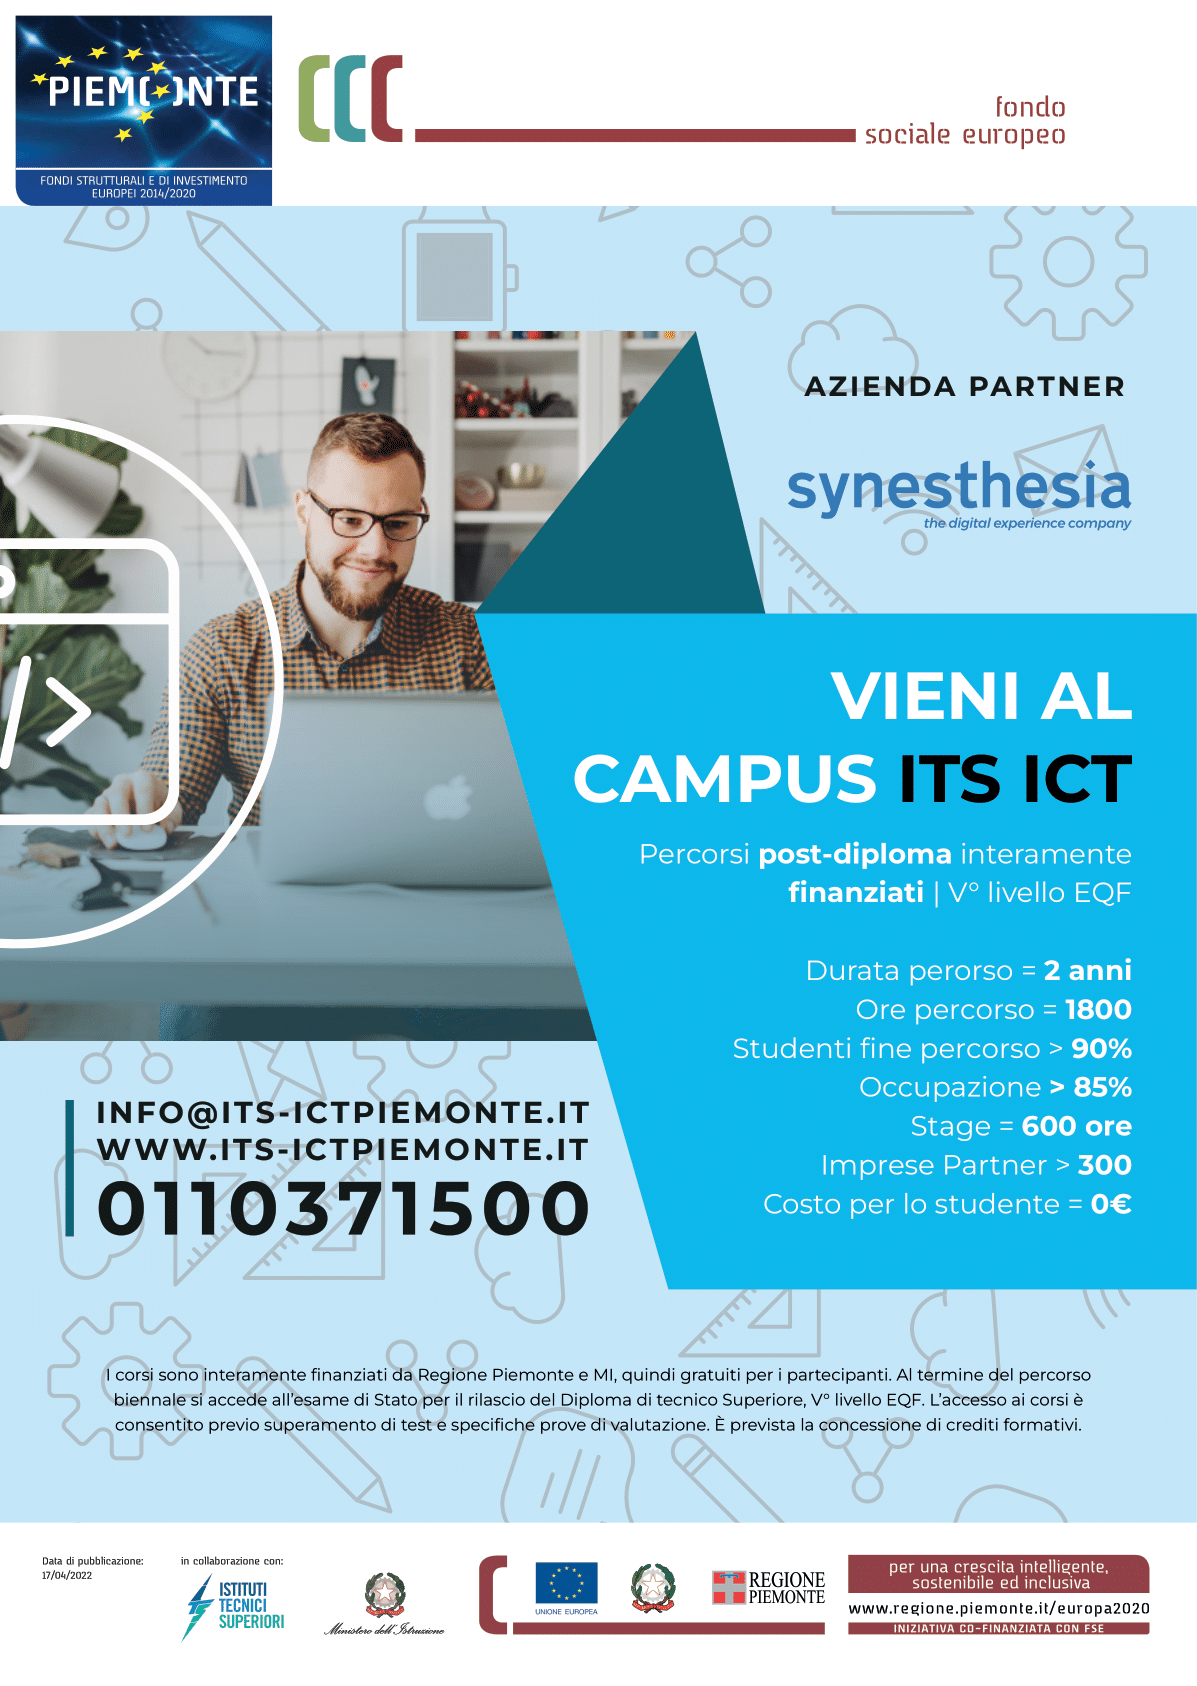 PIEMONTE
FONDI STRUTTURALI E DI INVESTIMENTO
EUROPEI 2014/2020
fondo
sociale europeo
AZIENDA PARTNER
synesthesia
the digital experience company
VIENI AL
CAMPUS ITS ICT
Percorsi post-diploma interamente
finanziati | V° livello EQF
Durata perorso = 2 anni
Ore percorso = 1800
Studenti fine percorso > 90%
Occupazione > 85%
Stage = 600 ore
Imprese Partner > 300
Costo per lo studente = 0€
INFO@ITS-ICTPIEMONTE.IT
WWW.ITS-ICTPIEMONTE.IT
0110371500
I corsi sono interamente finanziati da Regione Piemonte e MI, quindi gratuiti per i partecipanti. Al termine del percorso
biennale si accede all'esame di Stato per il rilascio del Diploma di tecnico Superiore, V° livello EQF. L'accesso ai corsi è
consentito previo superamento di test e specifiche prove di valutazione. È prevista la concessione di crediti formativi.
Data di pubblicazione:
17/04/2022
in collaborazione con:
ISTITUTI
TECNICI
SUPERIORI
Ministero dell'Istruzione
UNIONE EUROPEA
REGIONE
PIEMONTE
per una crescita intelligente,
sostenibile ed inclusiva
www.regione.piemonte.it/europa2020
INIZIATIVA CO-FINANZIATA CON FSE